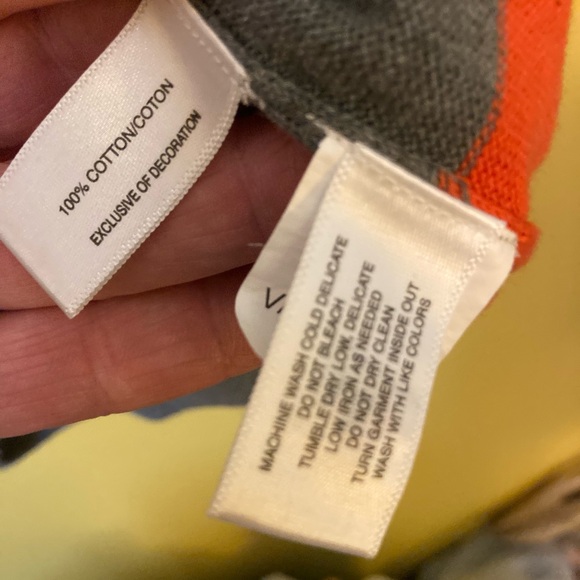 100% COTTON/COTON
EXCLUSIVE OF DECORATION
MACHINE WASH COLD DELICATE
DO NOT BLEACH
TUMBLE DRY LOW, DELICATE
LOW IRON AS NEEDED
DO NOT DRY CLEAN
TURN GARMENT INSIDE OUT
WASH WITH LIKE COLORS